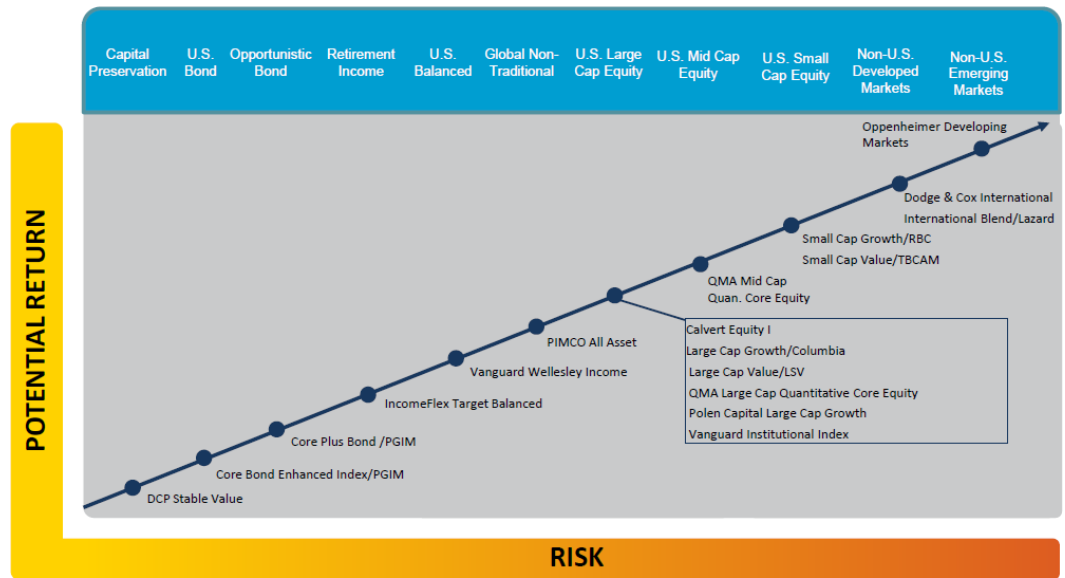 Capital
Preservation
U.S.
Bond
Opportunistic
Bond
Retirement
Income
U.S.
Balanced
Global Non-
Traditional
U.S. Large
Cap Equity
U.S. Mid Cap
Equity
U.S. Small
Cap Equity
Non-U.S.
Developed
Markets
Non-U.S.
Emerging
Markets
POTENTIAL RETURN
Oppenheimer Developing
Markets
Dodge & Cox International
International Blend/Lazard
Small Cap Growth/RBC
Small Cap Value/TBCAM
QMA Mid Cap
Quan. Core Equity
Calvert Equity I
Large Cap Growth/Columbia
Large Cap Value/LSV
QMA Large Cap Quantitative Core Equity
Polen Capital Large Cap Growth
Vanguard Institutional Index
PIMCO All Asset
Vanguard Wellesley Income
IncomeFlex Target Balanced
Core Plus Bond /PGIM
Core Bond Enhanced Index/PGIM
DCP Stable Value
RISK